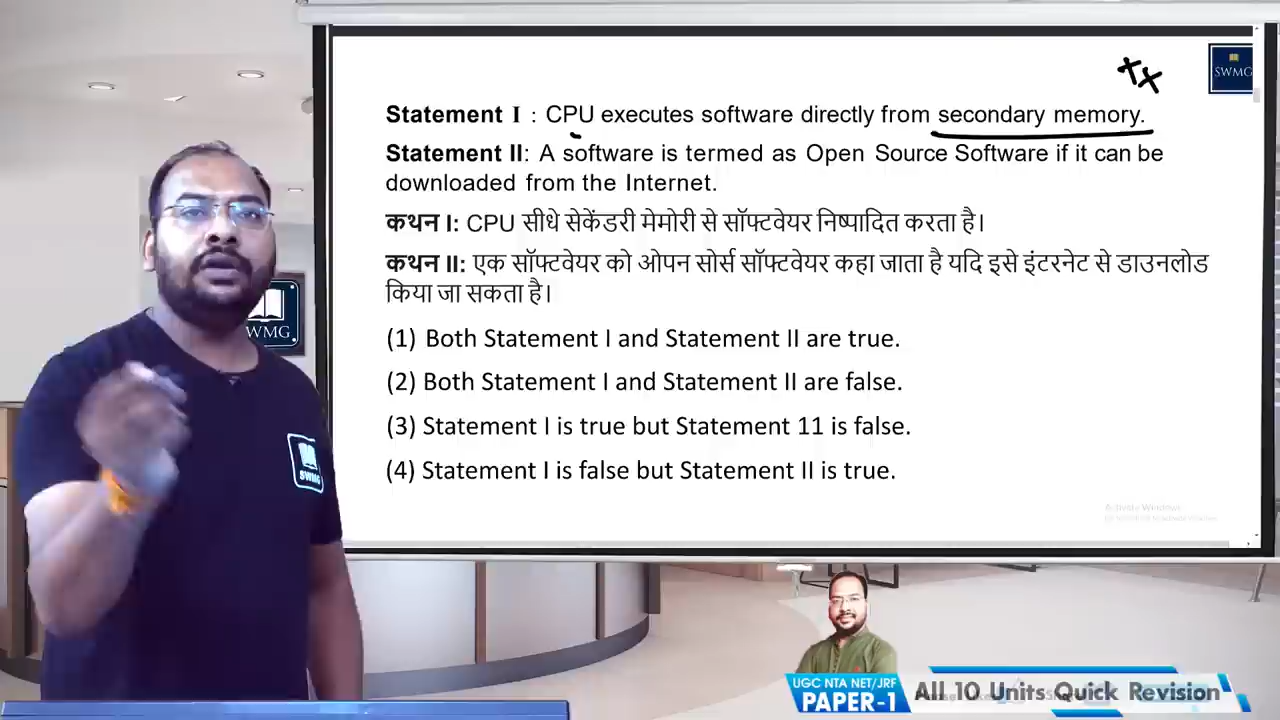 SWMG
Statement I : CPU executes software directly from secondary memory.
Statement II: A software is termed as Open Source Software if it can be
downloaded from the Internet.
कथन I: CPU सीधे सेकेंडरी मेमोरी से सॉफ्टवेयर निष्पादित करता है।
कथन II: एक सॉफ्टवेयर को ओपन सोर्स सॉफ्टवेयर कहा जाता है यदि इसे इंटरनेट से डाउनलोड
किया जा सकता है।
(1) Both Statement I and Statement II are true.
(2) Both Statement I and Statement II are false.
(3) Statement I is true but Statement 11 is false.
(4) Statement I is false but Statement II is true.
SWMG
SWMG
Activate Windows
UGC NTA NET/JRF
PAPER-1
All 10 Units Quick Revision